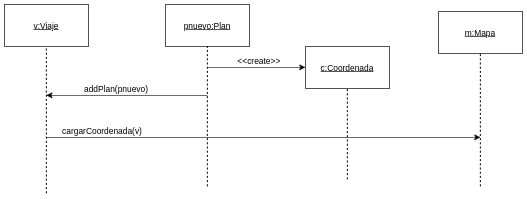 v:Viaje
pnuevo:Plan
m:Mapa
<<create>>
c:Coordenada
addPlan(pnuevo)
cargarCoordenada(v)